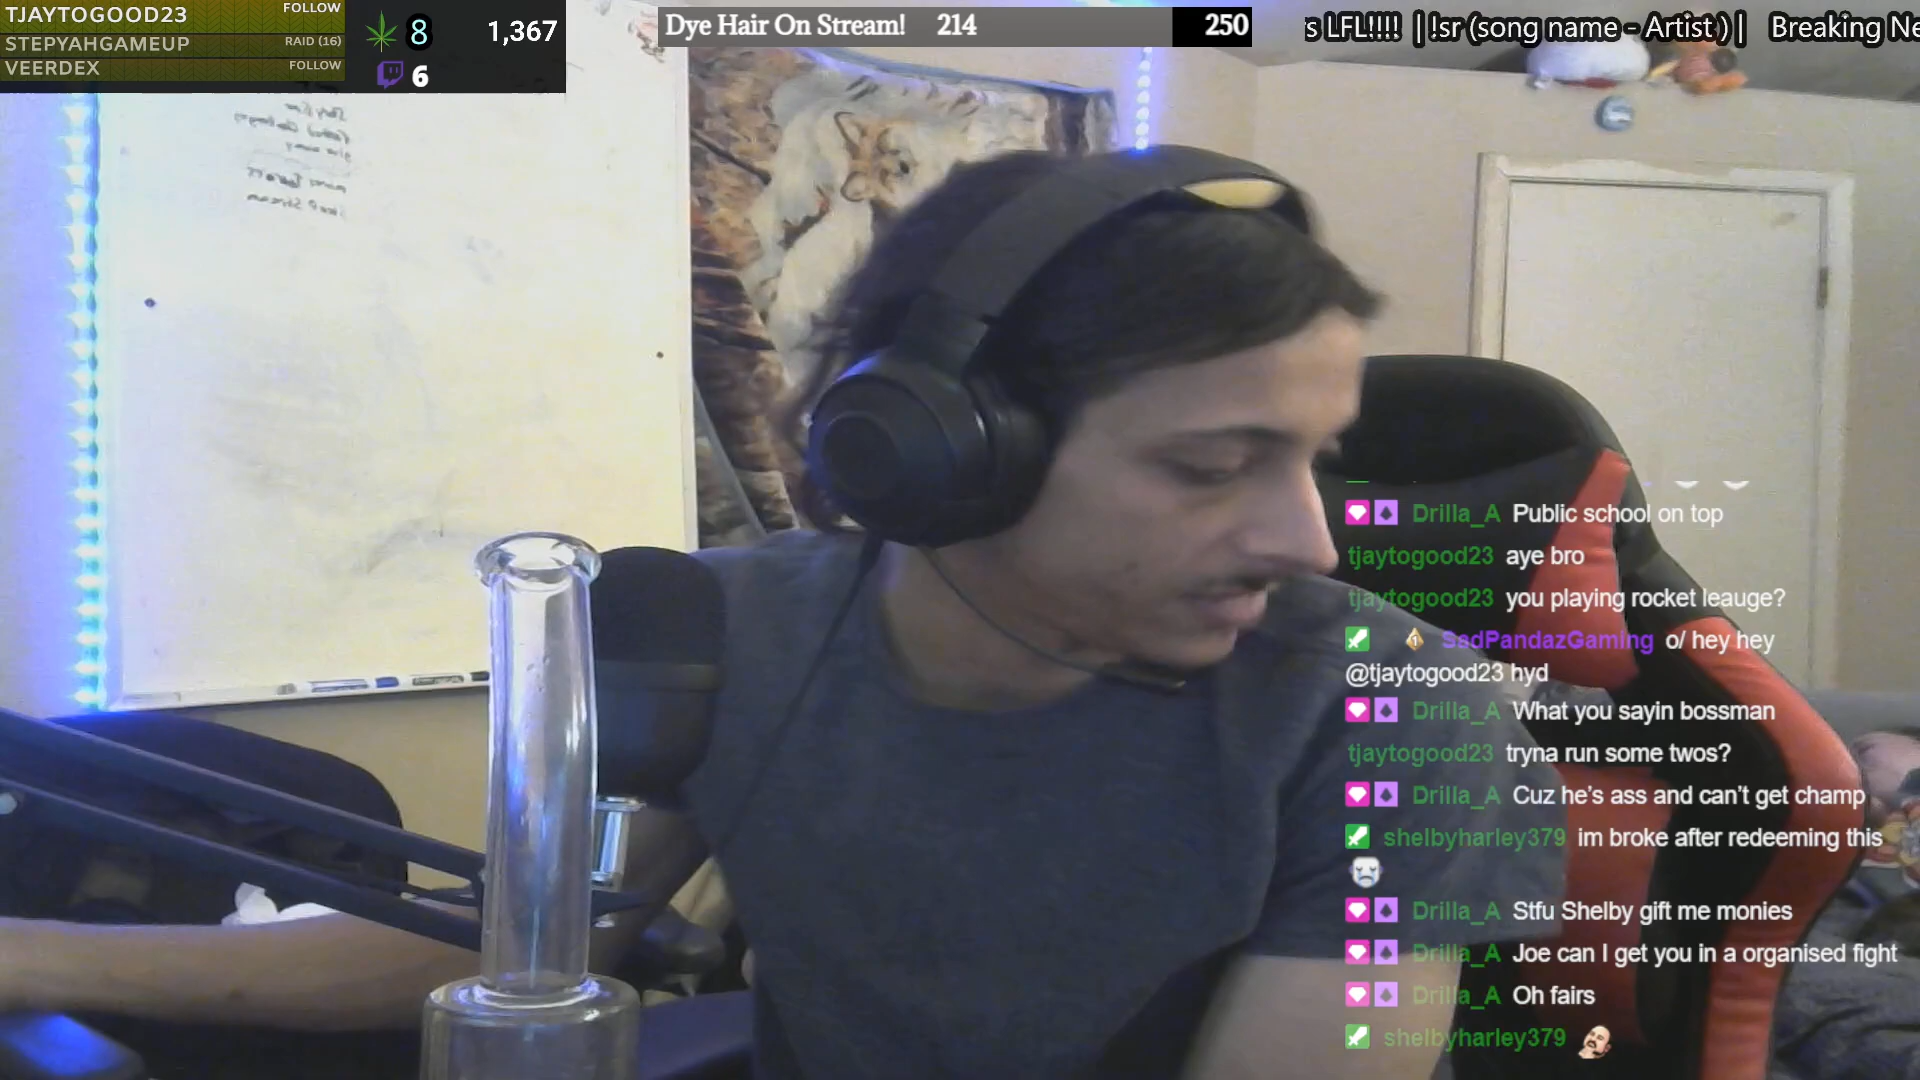 TJAYTOGOOD23 FOLLOW
STEPYAHGAMEUP RAID (16)
VEERDEX FOLLOW
8
6
1,367
Dye Hair On Stream! 214 250
s LFL!!!! | !sr (song name - Artist ) | Breaking Ne
Drilla_A Public school on top
tjaytogood23 aye bro
tjaytogood23 you playing rocket leauge?
SadPandazGaming o/ hey hey
@tjaytogood23 hyd
Drilla_A What you sayin bossman
tjaytogood23 tryna run some twos?
Drilla_A Cuz he's ass and can't get champ
shelbyharley379 im broke after redeeming this
Drilla_A Stfu Shelby gift me monies
Drilla_A Joe can I get you in a organised fight
Drilla_A Oh fairs
shelbyharley379